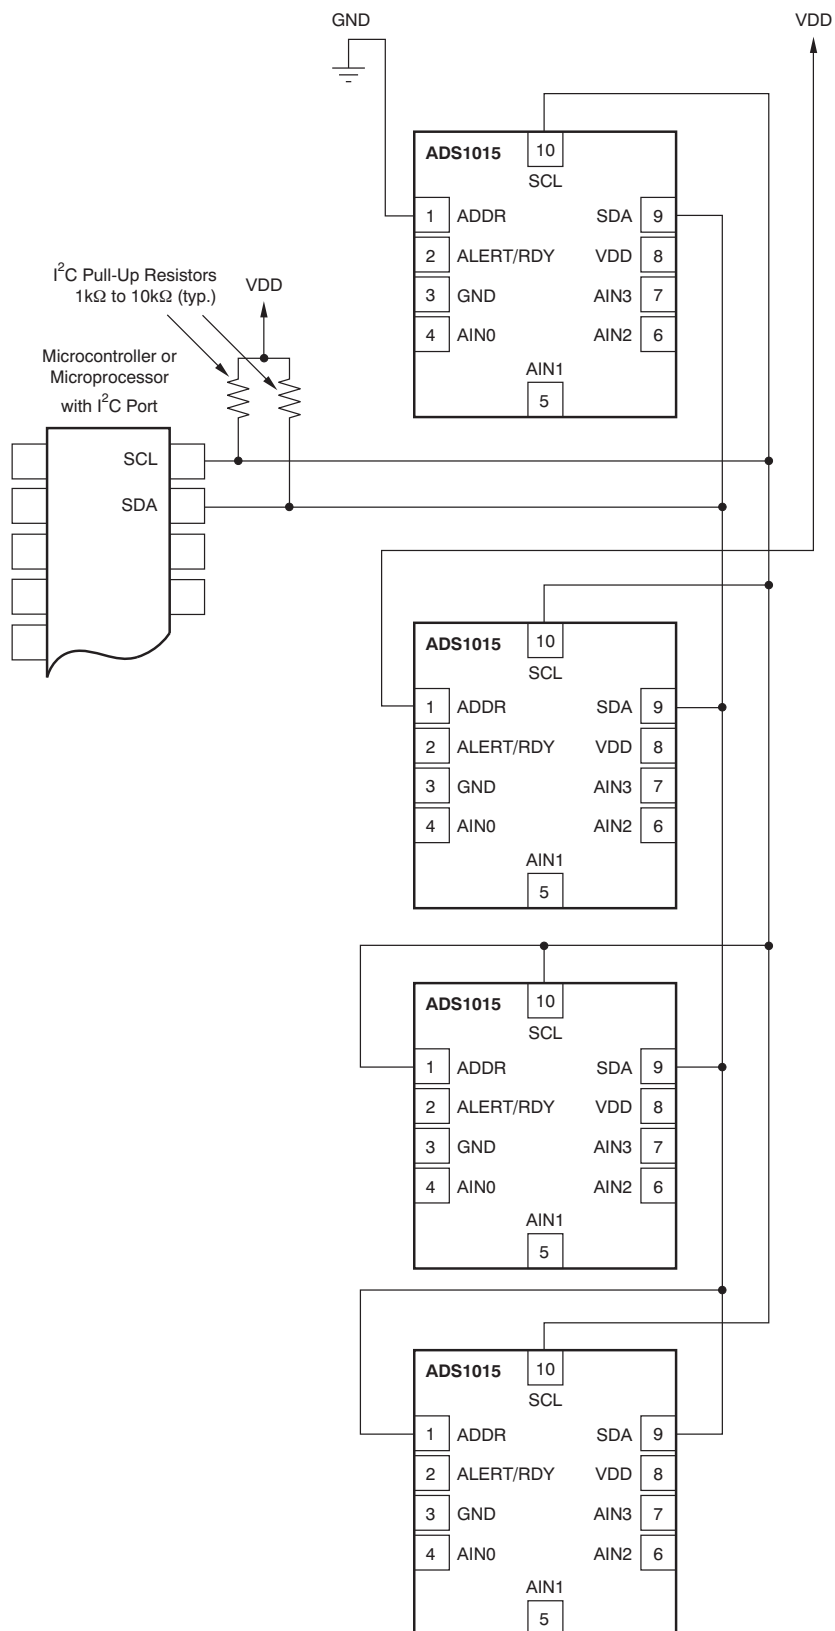 GND
VDD
ADS1015
10
SCL
1 ADDR SDA 9
2 ALERT/RDY VDD 8
3 GND AIN3 7
4 AIN0 AIN2 6
AIN1
5
I²C Pull-Up Resistors
1kΩ to 10kΩ (typ.)
VDD
Microcontroller or
Microprocessor
with I²C Port
SCL
SDA
ADS1015
10
SCL
1 ADDR SDA 9
2 ALERT/RDY VDD 8
3 GND AIN3 7
4 AIN0 AIN2 6
AIN1
5
ADS1015
10
SCL
1 ADDR SDA 9
2 ALERT/RDY VDD 8
3 GND AIN3 7
4 AIN0 AIN2 6
AIN1
5
ADS1015
10
SCL
1 ADDR SDA 9
2 ALERT/RDY VDD 8
3 GND AIN3 7
4 AIN0 AIN2 6
AIN1
5